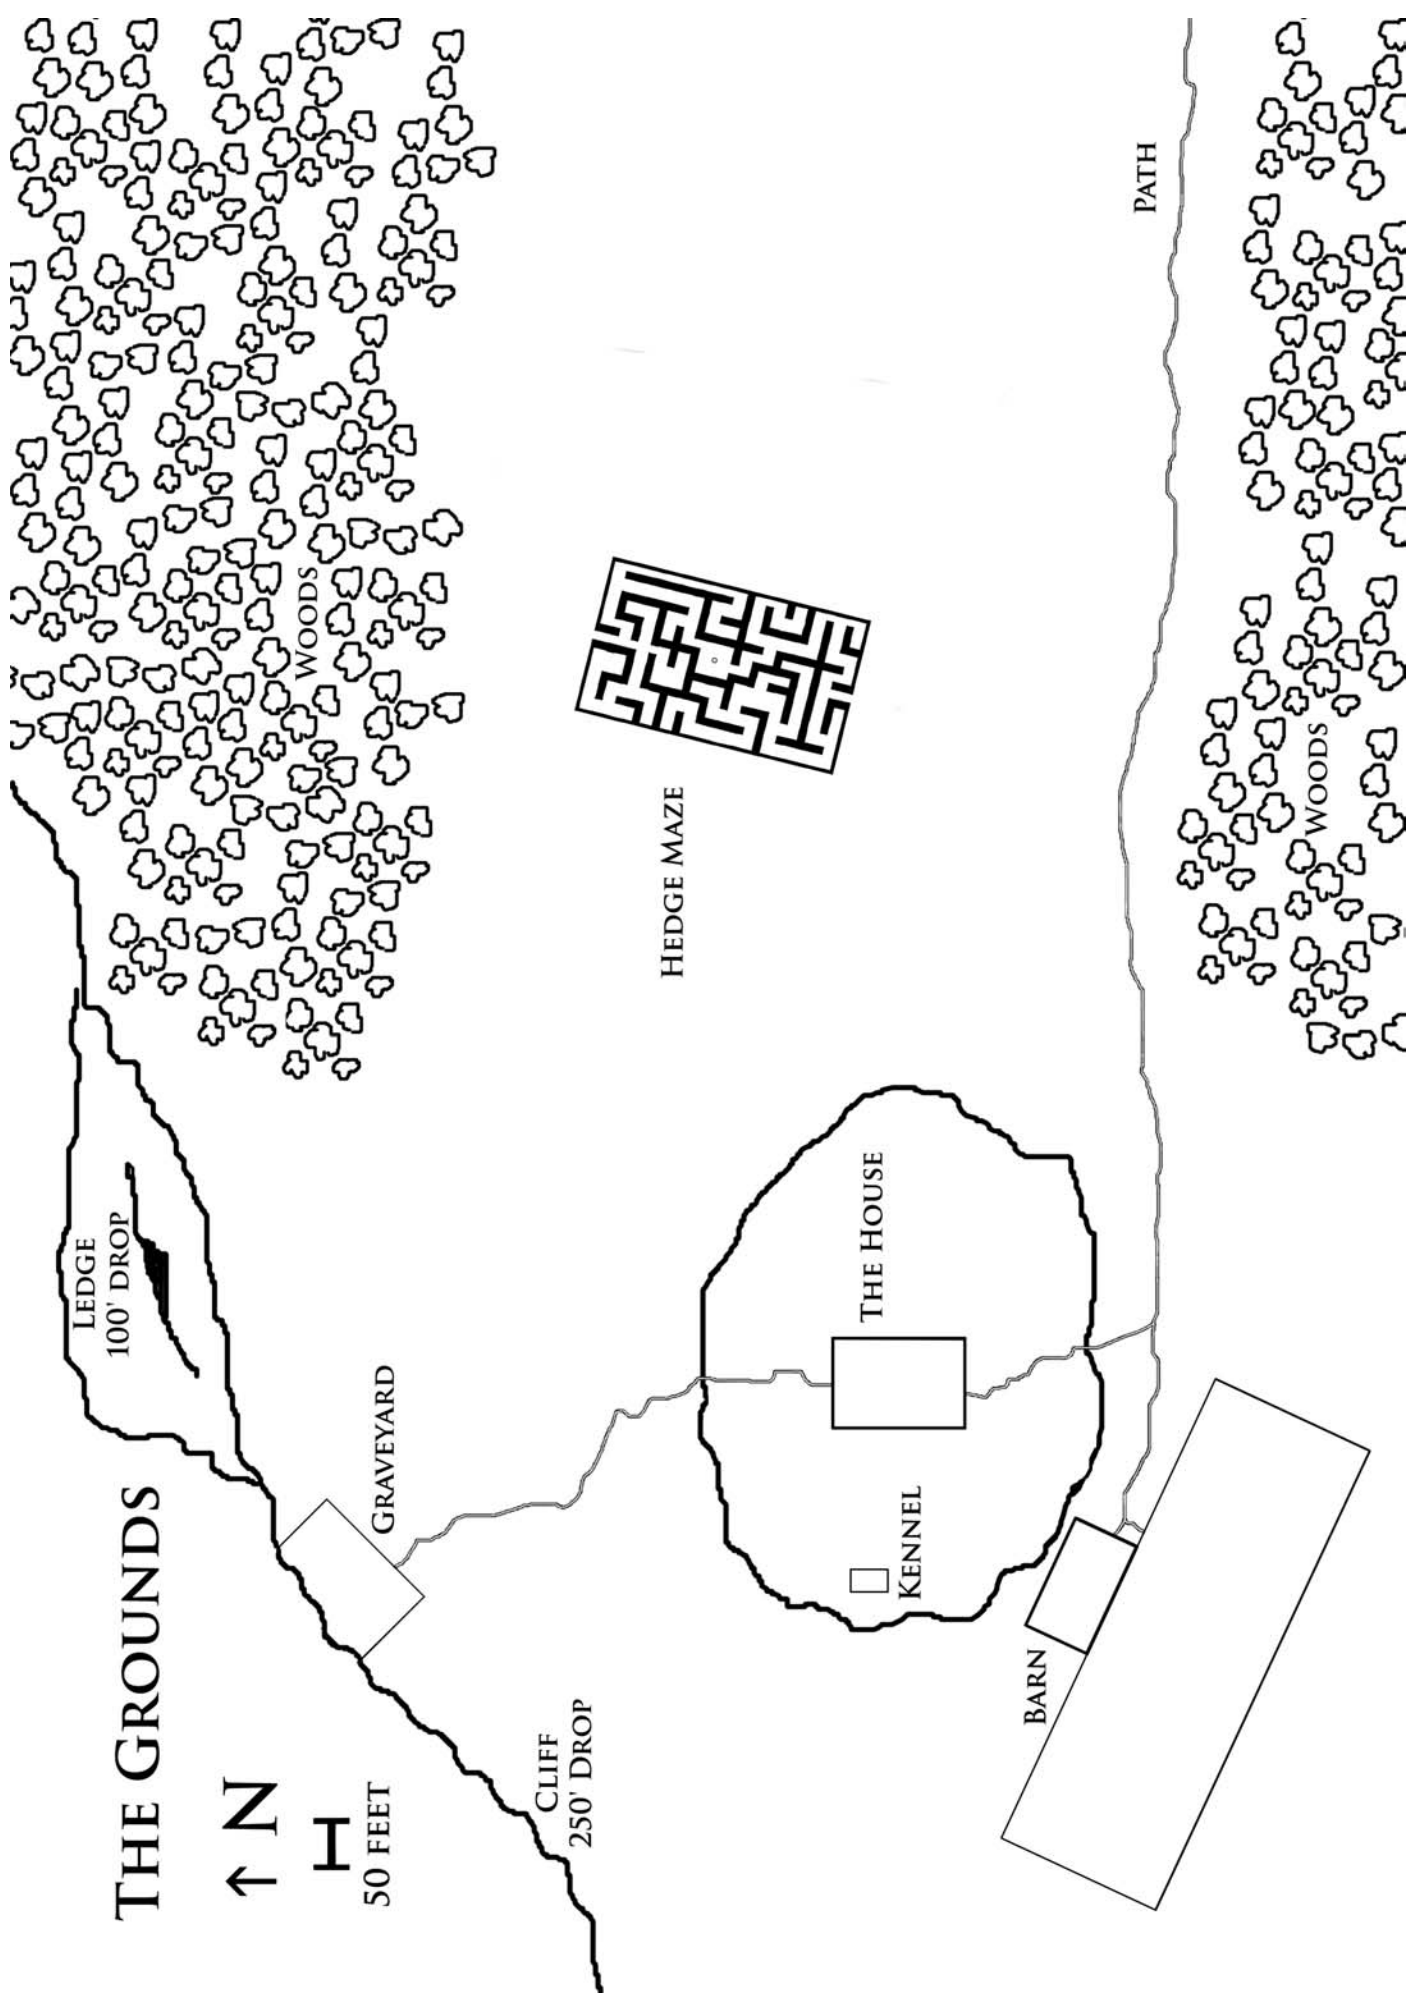 THE GROUNDS
↑ N
50 FEET
LEDGE
100' DROP
CLIFF
250' DROP
GRAVEYARD
WOODS
HEDGE MAZE
THE HOUSE
KENNEL
BARN
PATH
WOODS